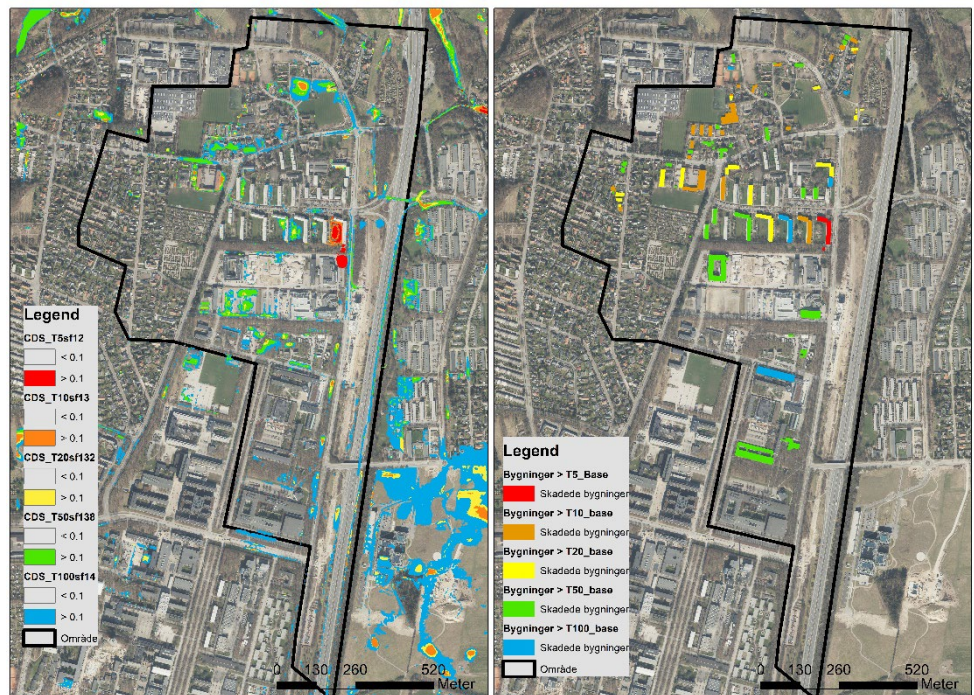 Legend
CDS_T5sf12
< 0.1
> 0.1
CDS_T10sf13
< 0.1
> 0.1
CDS_T20sf132
< 0.1
> 0.1
CDS_T50sf138
< 0.1
> 0.1
CDS_T100sf14
< 0.1
> 0.1
Område
0 130 260 520
Meter
Legend
Bygninger > T5_Base
Skadede bygninger
Bygninger > T10_base
Skadede bygninger
Bygninger > T20_base
Skadede bygninger
Bygninger > T50_base
Skadede bygninger
Bygninger > T100_base
Skadede bygninger
Område
0 130 260 520
Meter